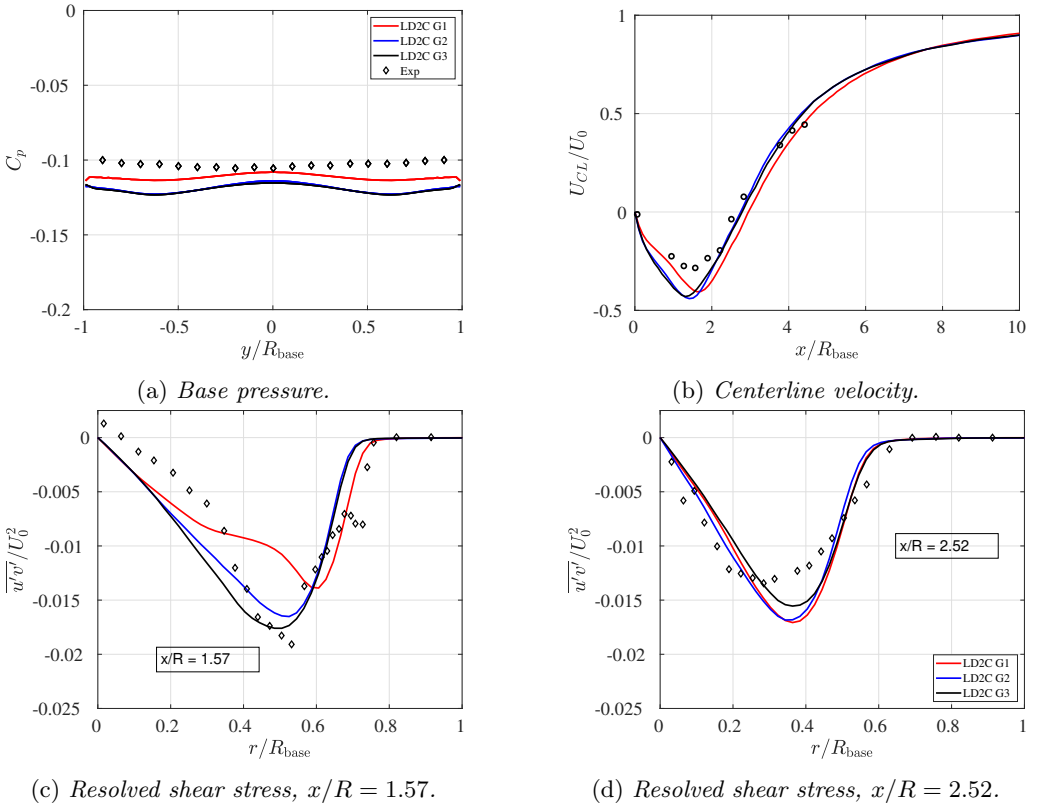 0
-0.05
-0.1
-0.15
-0.2
-1 -0.5 0 0.5 1
C_p
y/R_base
LD2C G1
LD2C G2
LD2C G3
Exp
(a) Base pressure.
1
0.5
0
-0.5
0 2 4 6 8 10
U_CL/U_0
x/R_base
(b) Centerline velocity.
0
-0.005
-0.01
-0.015
-0.02
-0.025
0 0.2 0.4 0.6 0.8 1
\overline{u'v'}/U_0^2
r/R_base
x/R = 1.57
(c) Resolved shear stress, x/R = 1.57.
0
-0.005
-0.01
-0.015
-0.02
-0.025
0 0.2 0.4 0.6 0.8 1
\overline{u'v'}/U_0^2
r/R_base
x/R = 2.52
LD2C G1
LD2C G2
LD2C G3
(d) Resolved shear stress, x/R = 2.52.